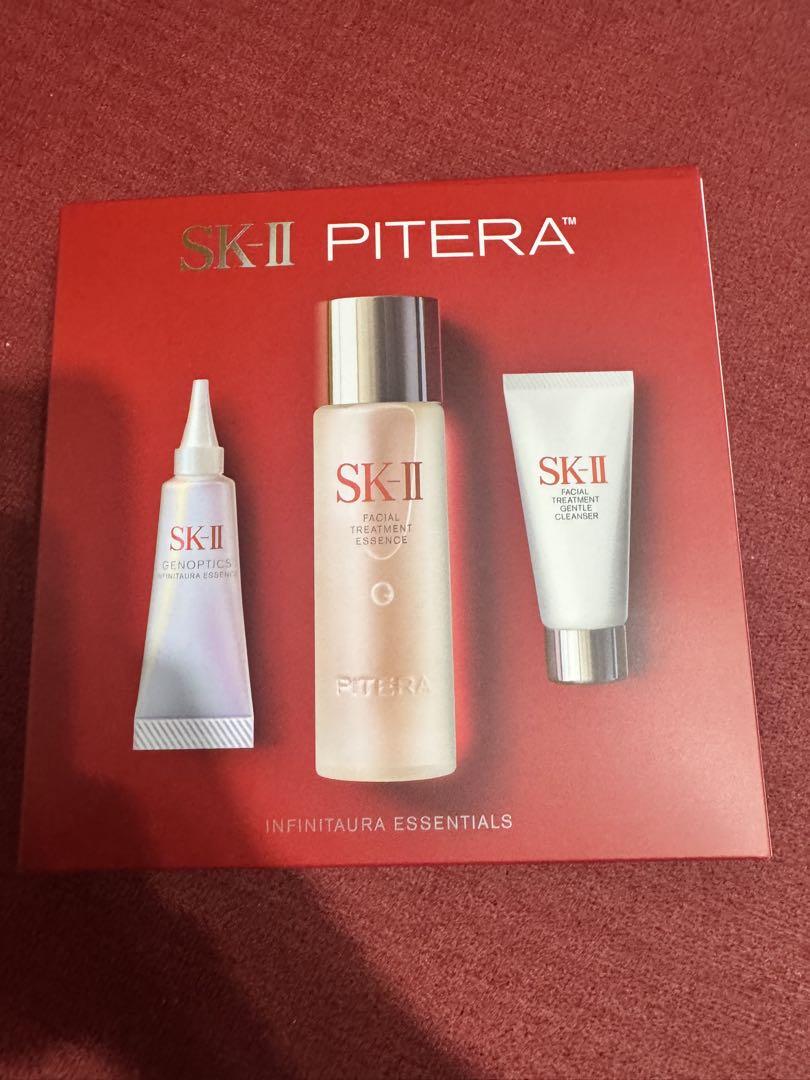 SK-II PITERA™
SK-II
GENOPTICS
INFINITAURA ESSENCE
SK-II
FACIAL
TREATMENT
ESSENCE
PITERA
SK-II
FACIAL
TREATMENT
GENTLE
CLEANSER
INFINITAURA ESSENTIALS